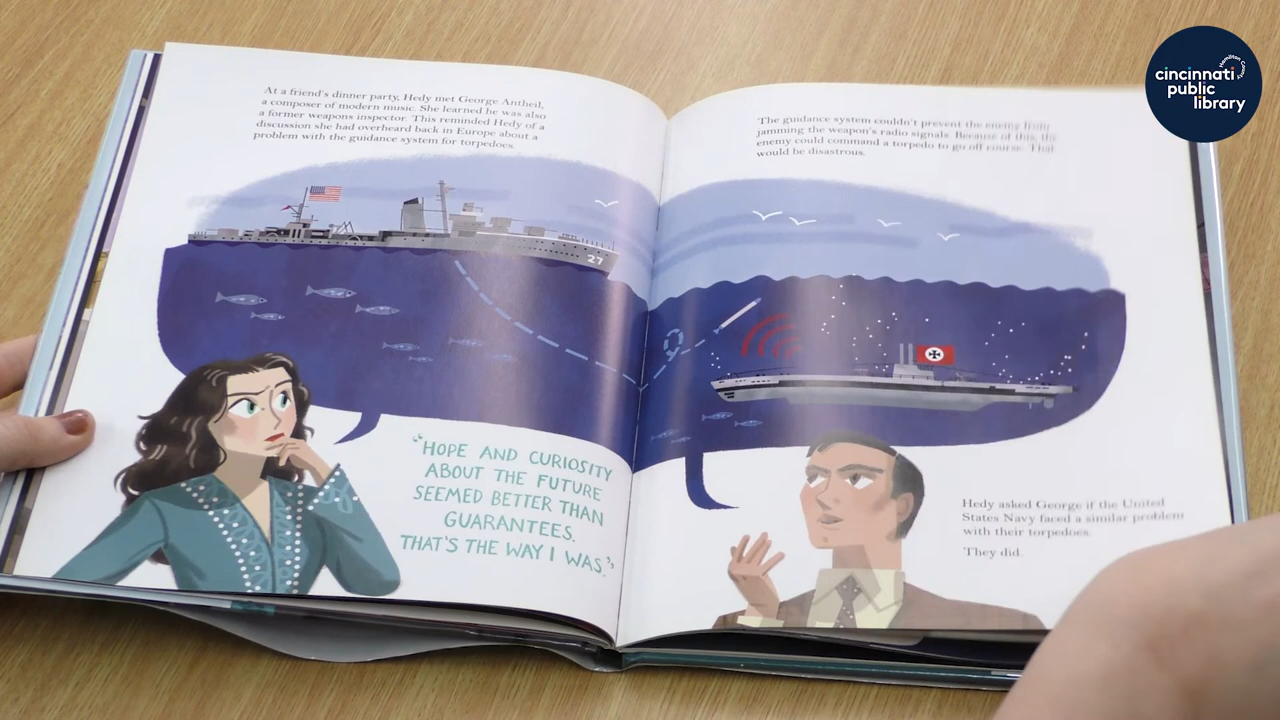 At a friend's dinner party, Hedy met George Antheil,
a composer of modern music. She learned he was also
a former weapons inspector. This reminded Hedy of a
discussion she had overheard back in Europe about a
problem with the guidance system for torpedoes.
27
"HOPE AND CURIOSITY
ABOUT THE FUTURE
SEEMED BETTER THAN
GUARANTEES.
THAT'S THE WAY I WAS."
The guidance system couldn't prevent the enemy from
jamming the weapon's radio signals. Because of this, the
enemy could command a torpedo to go off course. That
would be disastrous.
Hedy asked George if the United
States Navy faced a similar problem
with their torpedoes.
They did.
cincinnati
Hamilton County
public
library